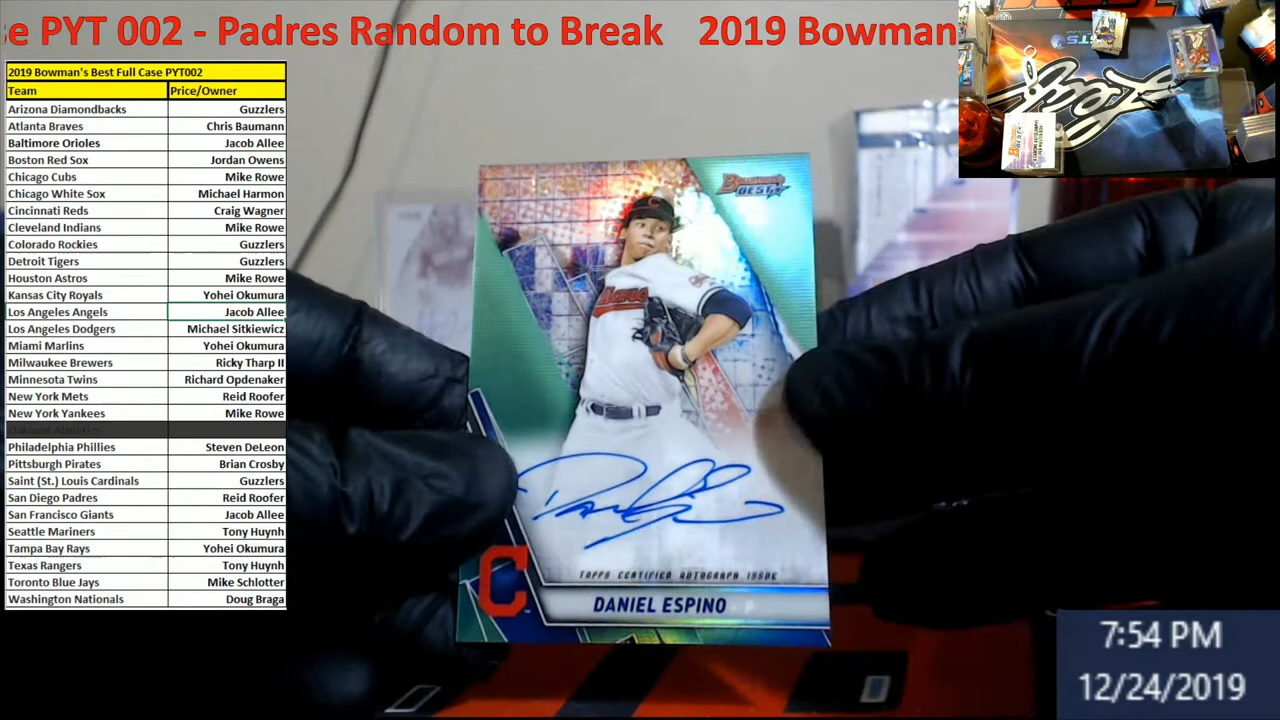 e PYT 002 - Padres Random to Break 2019 Bowman
2019 Bowman's Best Full Case PYT002
Team Price/Owner
Arizona Diamondbacks Guzzlers
Atlanta Braves Chris Baumann
Baltimore Orioles Jacob Allee
Boston Red Sox Jordan Owens
Chicago Cubs Mike Rowe
Chicago White Sox Michael Harmon
Cincinnati Reds Craig Wagner
Cleveland Indians Mike Rowe
Colorado Rockies Guzzlers
Detroit Tigers Guzzlers
Houston Astros Mike Rowe
Kansas City Royals Yohei Okumura
Los Angeles Angels Jacob Allee
Los Angeles Dodgers Michael Sitkiewicz
Miami Marlins Yohei Okumura
Milwaukee Brewers Ricky Tharp II
Minnesota Twins Richard Opdenaker
New York Mets Reid Roofer
New York Yankees Mike Rowe
Oakland Athletics
Philadelphia Phillies Steven DeLeon
Pittsburgh Pirates Brian Crosby
Saint (St.) Louis Cardinals Guzzlers
San Diego Padres Reid Roofer
San Francisco Giants Jacob Allee
Seattle Mariners Tony Huynh
Tampa Bay Rays Yohei Okumura
Texas Rangers Tony Huynh
Toronto Blue Jays Mike Schlotter
Washington Nationals Doug Braga
Bowman's
BEST
C
TOPPS CERTIFIED AUTOGRAPH ISSUE
DANIEL ESPINO P
C
7:54 PM
12/24/2019